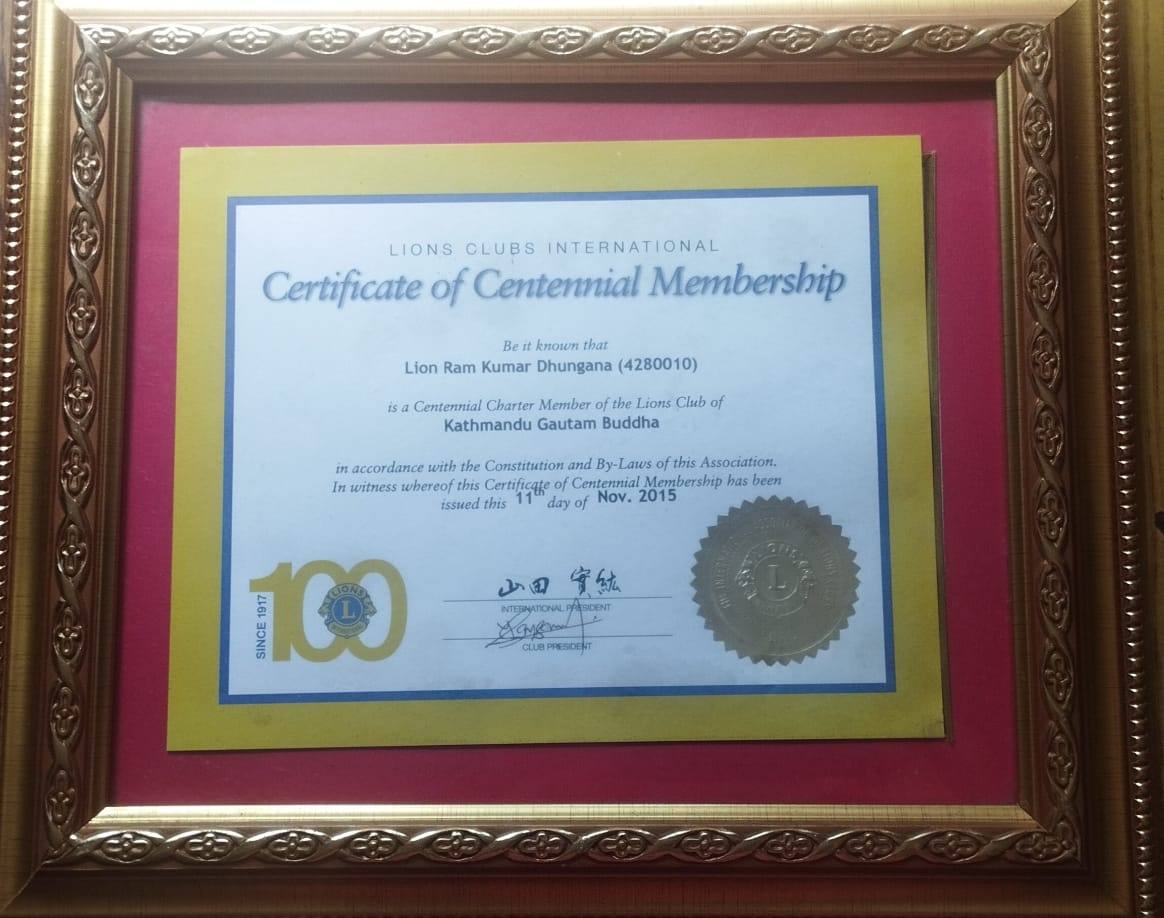 LIONS CLUBS INTERNATIONAL
Certificate of Centennial Membership
Be it known that
Lion Ram Kumar Dhungana (4280010)
is a Centennial Charter Member of the Lions Club of
Kathmandu Gautam Buddha
in accordance with the Constitution and By-Laws of this Association.
In witness whereof this Certificate of Centennial Membership has been
issued this 11th day of Nov. 2015
SINCE 1917
100
LIONS
L
山田 實紘
INTERNATIONAL PRESIDENT
CLUB PRESIDENT
LIONS
L